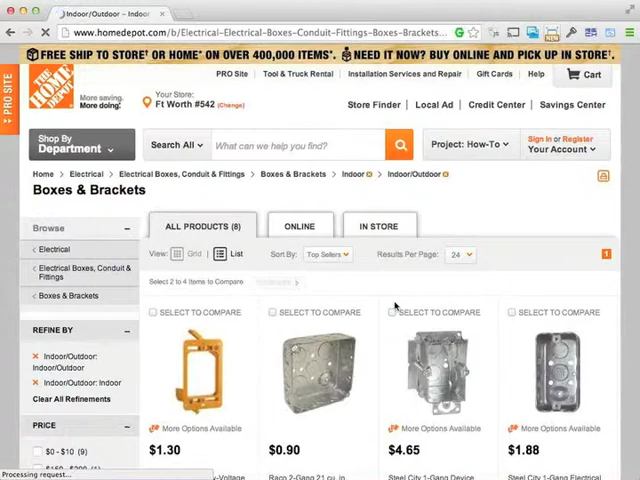 Indoor/Outdoor – Indoor
www.homedepot.com/b/Electrical-Electrical-Boxes-Conduit-Fittings-Boxes-Brackets...
FREE SHIP TO STORE† OR HOME* ON OVER 400,000 ITEMS*. NEED IT NOW? BUY ONLINE AND PICK UP IN STORE†.
PRO SITE
THE HOME DEPOT
More saving.
More doing.
PRO Site
Tool & Truck Rental
Installation Services and Repair
Gift Cards
Help
Cart
Your Store:
Ft Worth #542 (Change)
Store Finder
Local Ad
Credit Center
Savings Center
Shop By
Department
Search All
What can we help you find?
Project: How-To
Sign In or Register
Your Account
Home > Electrical > Electrical Boxes, Conduit & Fittings > Boxes & Brackets > Indoor > Indoor/Outdoor
Boxes & Brackets
Browse
Electrical
Electrical Boxes, Conduit &
Fittings
Boxes & Brackets
REFINE BY
Indoor/Outdoor:
Indoor/Outdoor
Indoor/Outdoor: Indoor
Clear All Refinements
PRICE
$0 - $10 (9)
ALL PRODUCTS (8)
ONLINE
IN STORE
View: Grid List
Sort By: Top Sellers
Results Per Page: 24
1
Select 2 to 4 Items to Compare
SELECT TO COMPARE
SELECT TO COMPARE
SELECT TO COMPARE
SELECT TO COMPARE
More Options Available
More Options Available
More Options Available
$1.30
$0.90
$4.65
$1.88
-Voltage
Raco 2-Gang 21 cu. in.
Steel City 1-Gang Device
Steel City 1-Gang Electrical
Processing request...